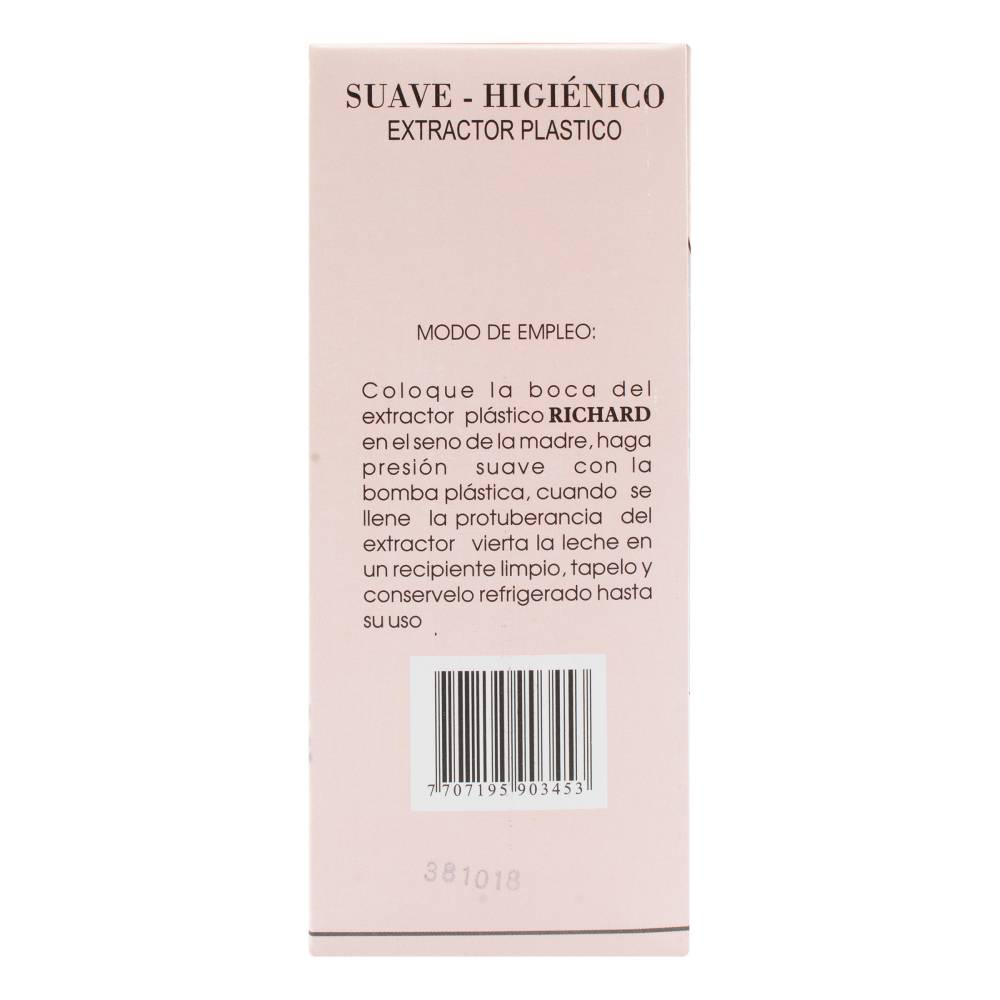 SUAVE - HIGIÉNICO
EXTRACTOR PLASTICO
MODO DE EMPLEO:
Coloque la boca del
extractor plástico RICHARD
en el seno de la madre, haga
presión suave con la
bomba plástica, cuando se
llene la protuberancia del
extractor vierta la leche en
un recipiente limpio, tapelo y
conservelo refrigerado hasta
su uso
7 707195 903453
381018